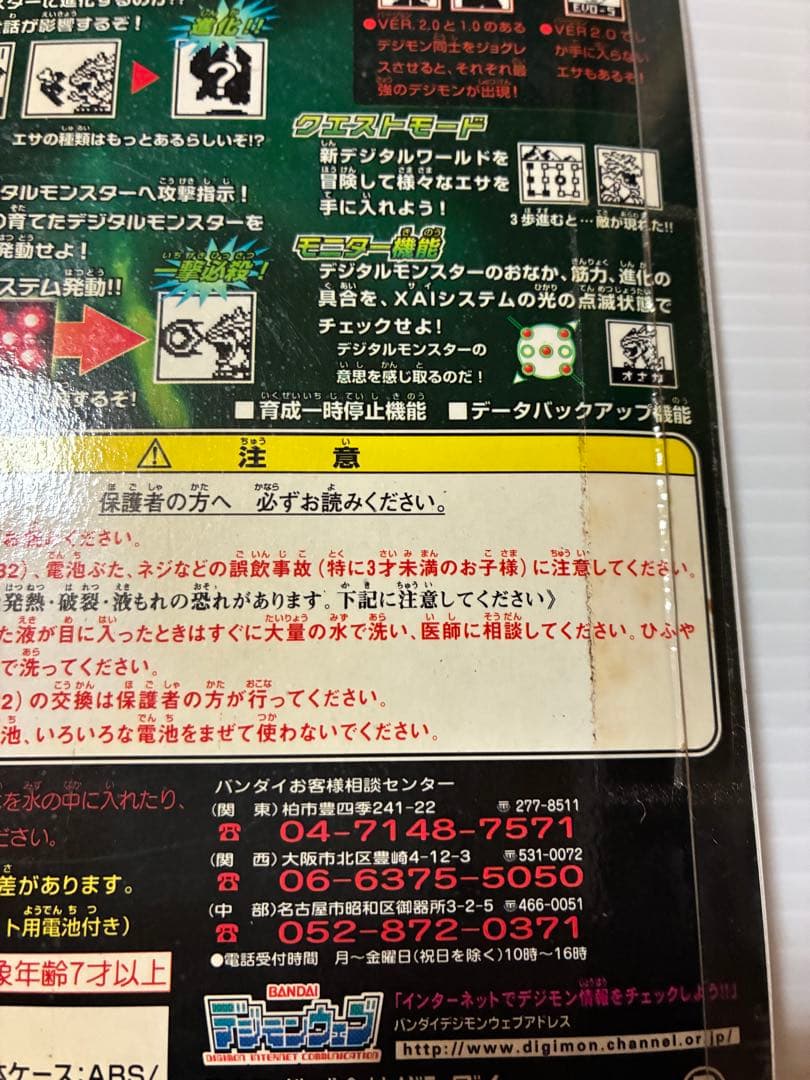 進化するのか??
話が影響するぞ!
進化!!
?
エサの種類はもっとあるらしいぞ!?
EVO-5
●VER.2.0と1.0のある
デジモン同士をジョグレ
スさせると、それぞれ最
強のデジモンが出現!
●VER2.0でし
か手に入らない
エサもあるぞ!
クエストモード
新デジタルワールドを
冒険して様々なエサを
手に入れよう!
3歩進むと…敵が現れた!!
タルモンスターへ攻撃指示!
の育てたデジタルモンスターを
発動せよ!
ステム発動!!
一撃必殺!
するぞ!
モニター機能
デジタルモンスターのおなか、筋力、進化の
具合を、XAIシステムの光の点滅状態で
チェックせよ!
デジタルモンスターの
意思を感じ取るのだ!
オナカ
■育成一時停止機能 ■データバックアップ機能
⚠ 注意
保護者の方へ 必ずお読みください。
ください。
32)、電池ぶた、ネジなどの誤飲事故(特に3才未満のお子様)に注意してください。
発熱・破裂・液もれの恐れがあります。下記に注意してください》
た液が目に入ったときはすぐに大量の水で洗い、医師に相談してください。ひふや
で洗ってください。
2)の交換は保護者の方が行ってください。
池、いろいろな電池をまぜて使わないでください。
を水の中に入れたり、
ださい。
差があります。
ト用電池付き)
象年齢7才以上
体ケース:ABS/
バンダイお客様相談センター
(関 東)柏市豊四季241-22 〒277-8511
☎ 04-7148-7571
(関 西)大阪市北区豊崎4-12-3 〒531-0072
☎ 06-6375-5050
(中 部)名古屋市昭和区御器所3-2-5 〒466-0051
☎ 052-872-0371
●電話受付時間 月~金曜日(祝日を除く)10時~16時
BANDAI
デジモンウェブ
DIGIMON INTERNET COMMUNICATION
「インターネットでデジモン情報をチェックしよう!!」
バンダイデジモンウェブアドレス
http://www.digimon.channel.or.jp/